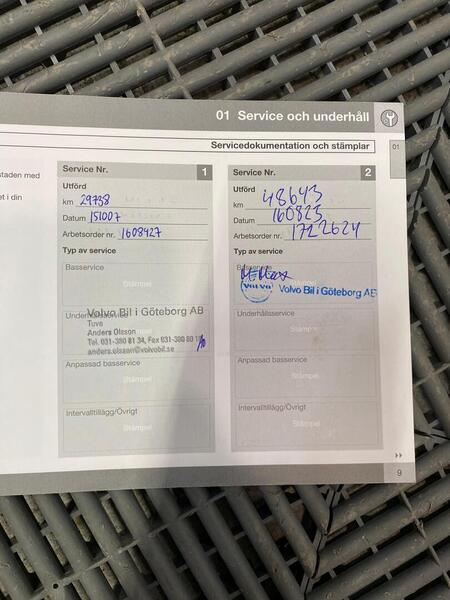 01 Service och underhåll
Servicedokumentation och stämplar
01
staden med
et i din
Service Nr. 1
Utförd
km 29738
Datum 151007
Arbetsorder nr. 1608427
Typ av service
Basservice
Stämpel
Underhållsservice
Volvo Bil i Göteborg AB
Tuve
Anders Olsson
Tel. 031-380 81 34, Fax 031-380 80
anders.olsson@volvobil.se
Anpassad basservice
Stämpel
Intervalltillägg/Övrigt
Stämpel
Service Nr. 2
Utförd
km 48643
Datum 160823
Arbetsorder nr. 1722624
Typ av service
Basservice
VOLVO Volvo Bil i Göteborg AB
Underhållsservice
Stämpel
Anpassad basservice
Stämpel
Intervalltillägg/Övrigt
Stämpel
9